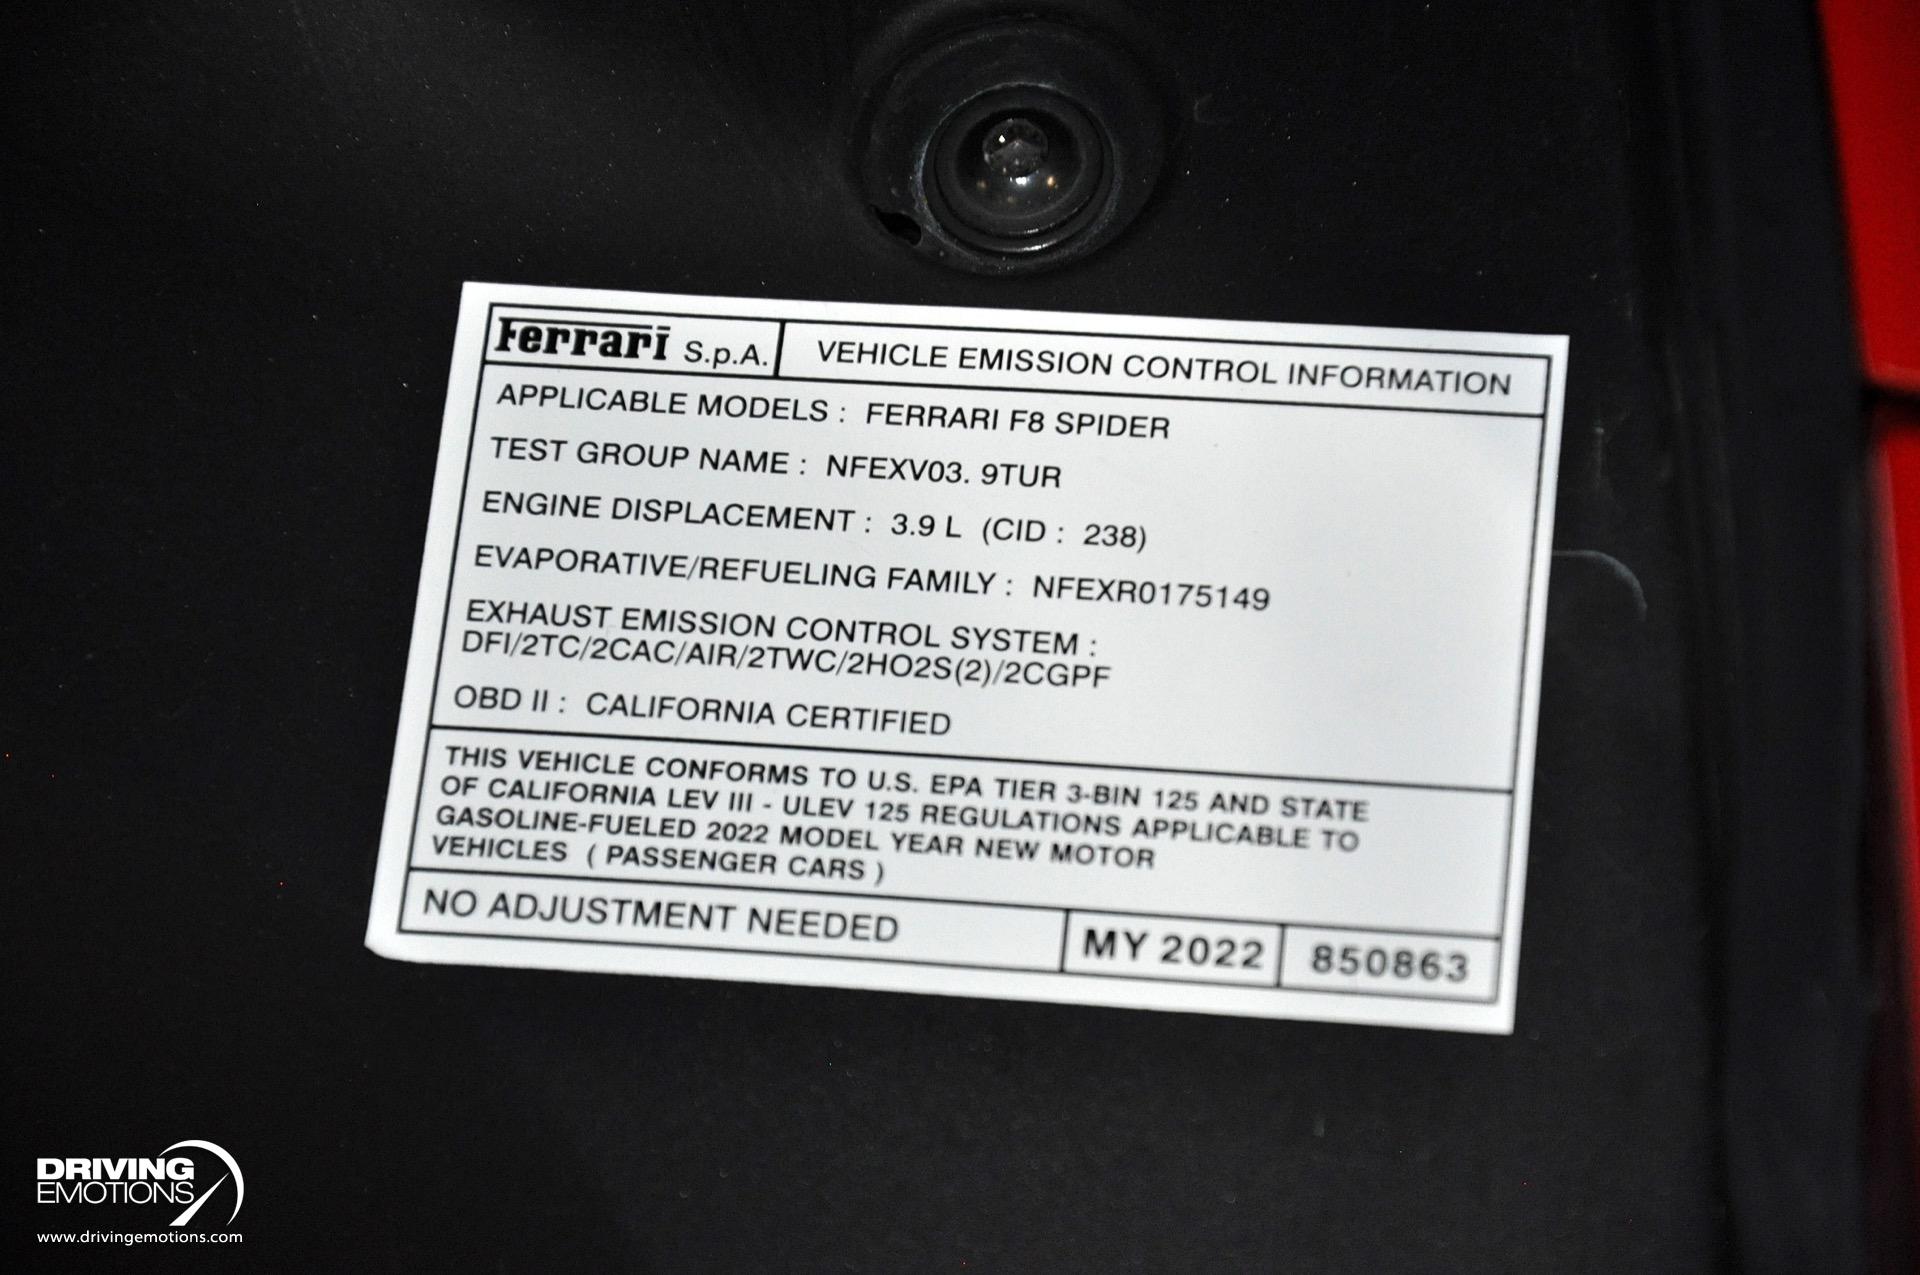 Ferrari S.p.A. VEHICLE EMISSION CONTROL INFORMATION
APPLICABLE MODELS : FERRARI F8 SPIDER
TEST GROUP NAME : NFEXV03. 9TUR
ENGINE DISPLACEMENT : 3.9 L (CID : 238)
EVAPORATIVE/REFUELING FAMILY : NFEXR0175149
EXHAUST EMISSION CONTROL SYSTEM :
DFI/2TC/2CAC/AIR/2TWC/2HO2S(2)/2CGPF
OBD II : CALIFORNIA CERTIFIED
THIS VEHICLE CONFORMS TO U.S. EPA TIER 3-BIN 125 AND STATE
OF CALIFORNIA LEV III - ULEV 125 REGULATIONS APPLICABLE TO
GASOLINE-FUELED 2022 MODEL YEAR NEW MOTOR
VEHICLES ( PASSENGER CARS )
NO ADJUSTMENT NEEDED MY 2022 850863
DRIVING
EMOTIONS
www.drivingemotions.com